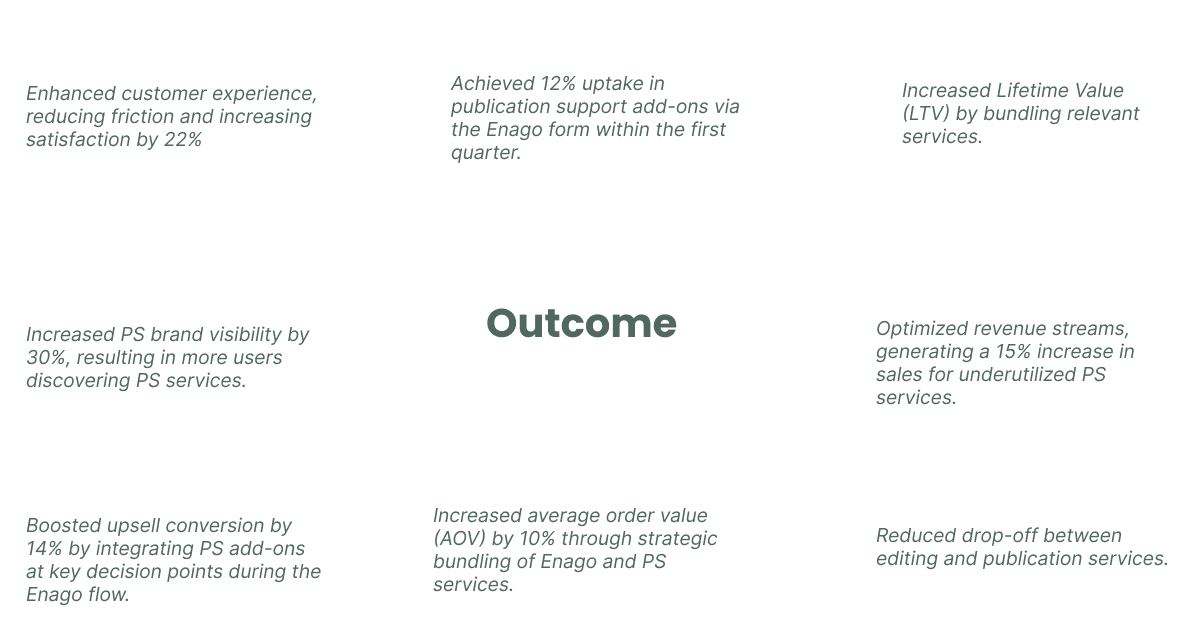 Enhanced customer experience,
reducing friction and increasing
satisfaction by 22%
Achieved 12% uptake in
publication support add-ons via
the Enago form within the first
quarter.
Increased Lifetime Value
(LTV) by bundling relevant
services.
Increased PS brand visibility by
30%, resulting in more users
discovering PS services.
Outcome
Optimized revenue streams,
generating a 15% increase in
sales for underutilized PS
services.
Boosted upsell conversion by
14% by integrating PS add-ons
at key decision points during the
Enago flow.
Increased average order value
(AOV) by 10% through strategic
bundling of Enago and PS
services.
Reduced drop-off between
editing and publication services.